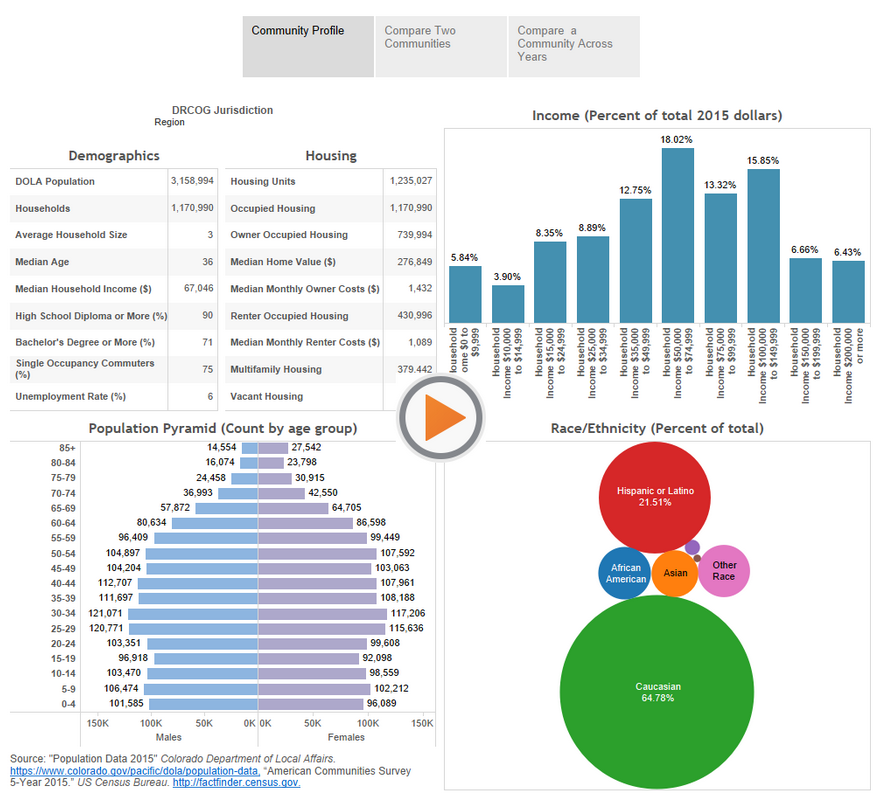 Community Profile
Compare Two
Communities
Compare a
Community Across
Years
DRCOG Jurisdiction
Region
Demographics
DOLA Population 3,158,994
Households 1,170,990
Average Household Size 3
Median Age 36
Median Household Income ($) 67,046
High School Diploma or More (%) 90
Bachelor's Degree or More (%) 71
Single Occupancy Commuters
(%) 75
Unemployment Rate (%) 6
Housing
Housing Units 1,235,027
Occupied Housing 1,170,990
Owner Occupied Housing 739,994
Median Home Value ($) 276,849
Median Monthly Owner Costs ($) 1,432
Renter Occupied Housing 430,996
Median Monthly Renter Costs ($) 1,089
Multifamily Housing 379,442
Vacant Housing
Income (Percent of total 2015 dollars)
5.84%
3.90%
8.35%
8.89%
12.75%
18.02%
13.32%
15.85%
6.66%
6.43%
ousehold
ome $0 to
$9,999
Household
Income $10,000
to $14,999
Household
Income $15,000
to $24,999
Household
Income $25,000
to $34,999
Household
Income $35,000
to $49,999
Household
Income $50,000
to $74,999
Household
Income $75,000
to $99,999
Household
Income $100,000
to $149,999
Household
Income $150,000
to $199,999
Household
Income $200,000
or more
Population Pyramid (Count by age group)
85+ 14,554 27,542
80-84 16,074 23,798
75-79 24,458 30,915
70-74 36,993 42,550
65-69 57,872 64,705
60-64 80,634 86,598
55-59 96,409 99,449
50-54 104,897 107,592
45-49 104,204 103,063
40-44 112,707 107,961
35-39 111,697 108,188
30-34 121,071 117,206
25-29 120,771 115,636
20-24 103,351 99,608
15-19 96,918 92,098
10-14 103,470 98,559
5-9 106,474 102,212
0-4 101,585 96,089
150K 100K 50K 0K 0K 50K 100K 150K
Males Females
Race/Ethnicity (Percent of total)
Hispanic or Latino
21.51%
African
American
Asian
Other
Race
Caucasian
64.78%
Source: "Population Data 2015" Colorado Department of Local Affairs.
https://www.colorado.gov/pacific/dola/population-data, "American Communities Survey
5-Year 2015." US Census Bureau. http://factfinder.census.gov.